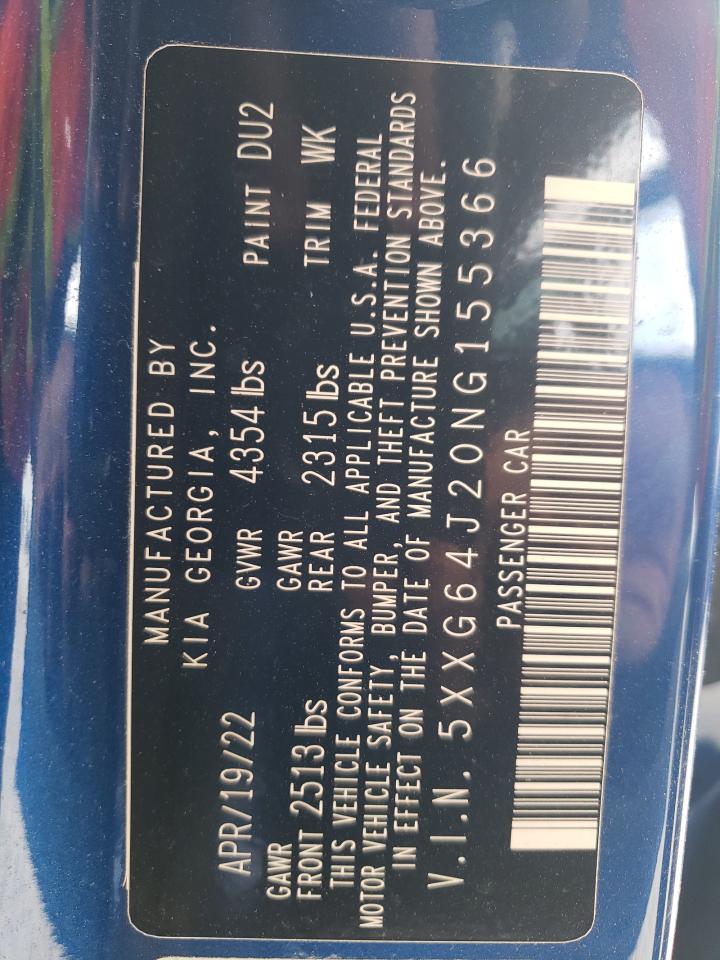 MANUFACTURED BY
KIA GEORGIA, INC.
APR/19/22 GVWR 4354 lbs PAINT DU2
GAWR GAWR
FRONT 2513 lbs REAR 2315 lbs TRIM WK
THIS VEHICLE CONFORMS TO ALL APPLICABLE U.S.A. FEDERAL
MOTOR VEHICLE SAFETY, BUMPER, AND THEFT PREVENTION STANDARDS
IN EFFECT ON THE DATE OF MANUFACTURE SHOWN ABOVE.
V.I.N. 5XXG64J20NG155366
PASSENGER CAR